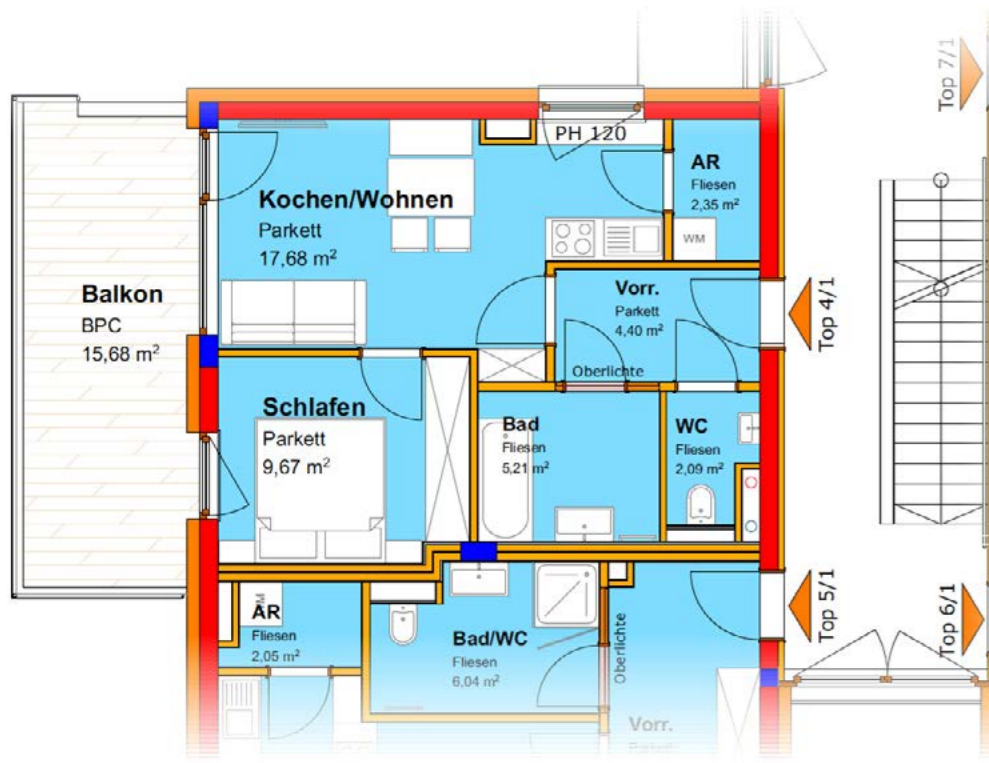 Top 7/1
PH 120
AR
Fliesen
2,35 m²
WM
Kochen/Wohnen
Parkett
17,68 m²
Balkon
BPC
15,68 m²
Vorr.
Parkett
4,40 m²
Top 4/1
Oberlichte
Schlafen
Parkett
9,67 m²
Bad
Fliesen
5,21 m²
WC
Fliesen
2,09 m²
AR
Fliesen
2,05 m²
Bad/WC
Fliesen
6,04 m²
Oberlichte
Top 5/1
Top 6/1
Vorr.
Parkett